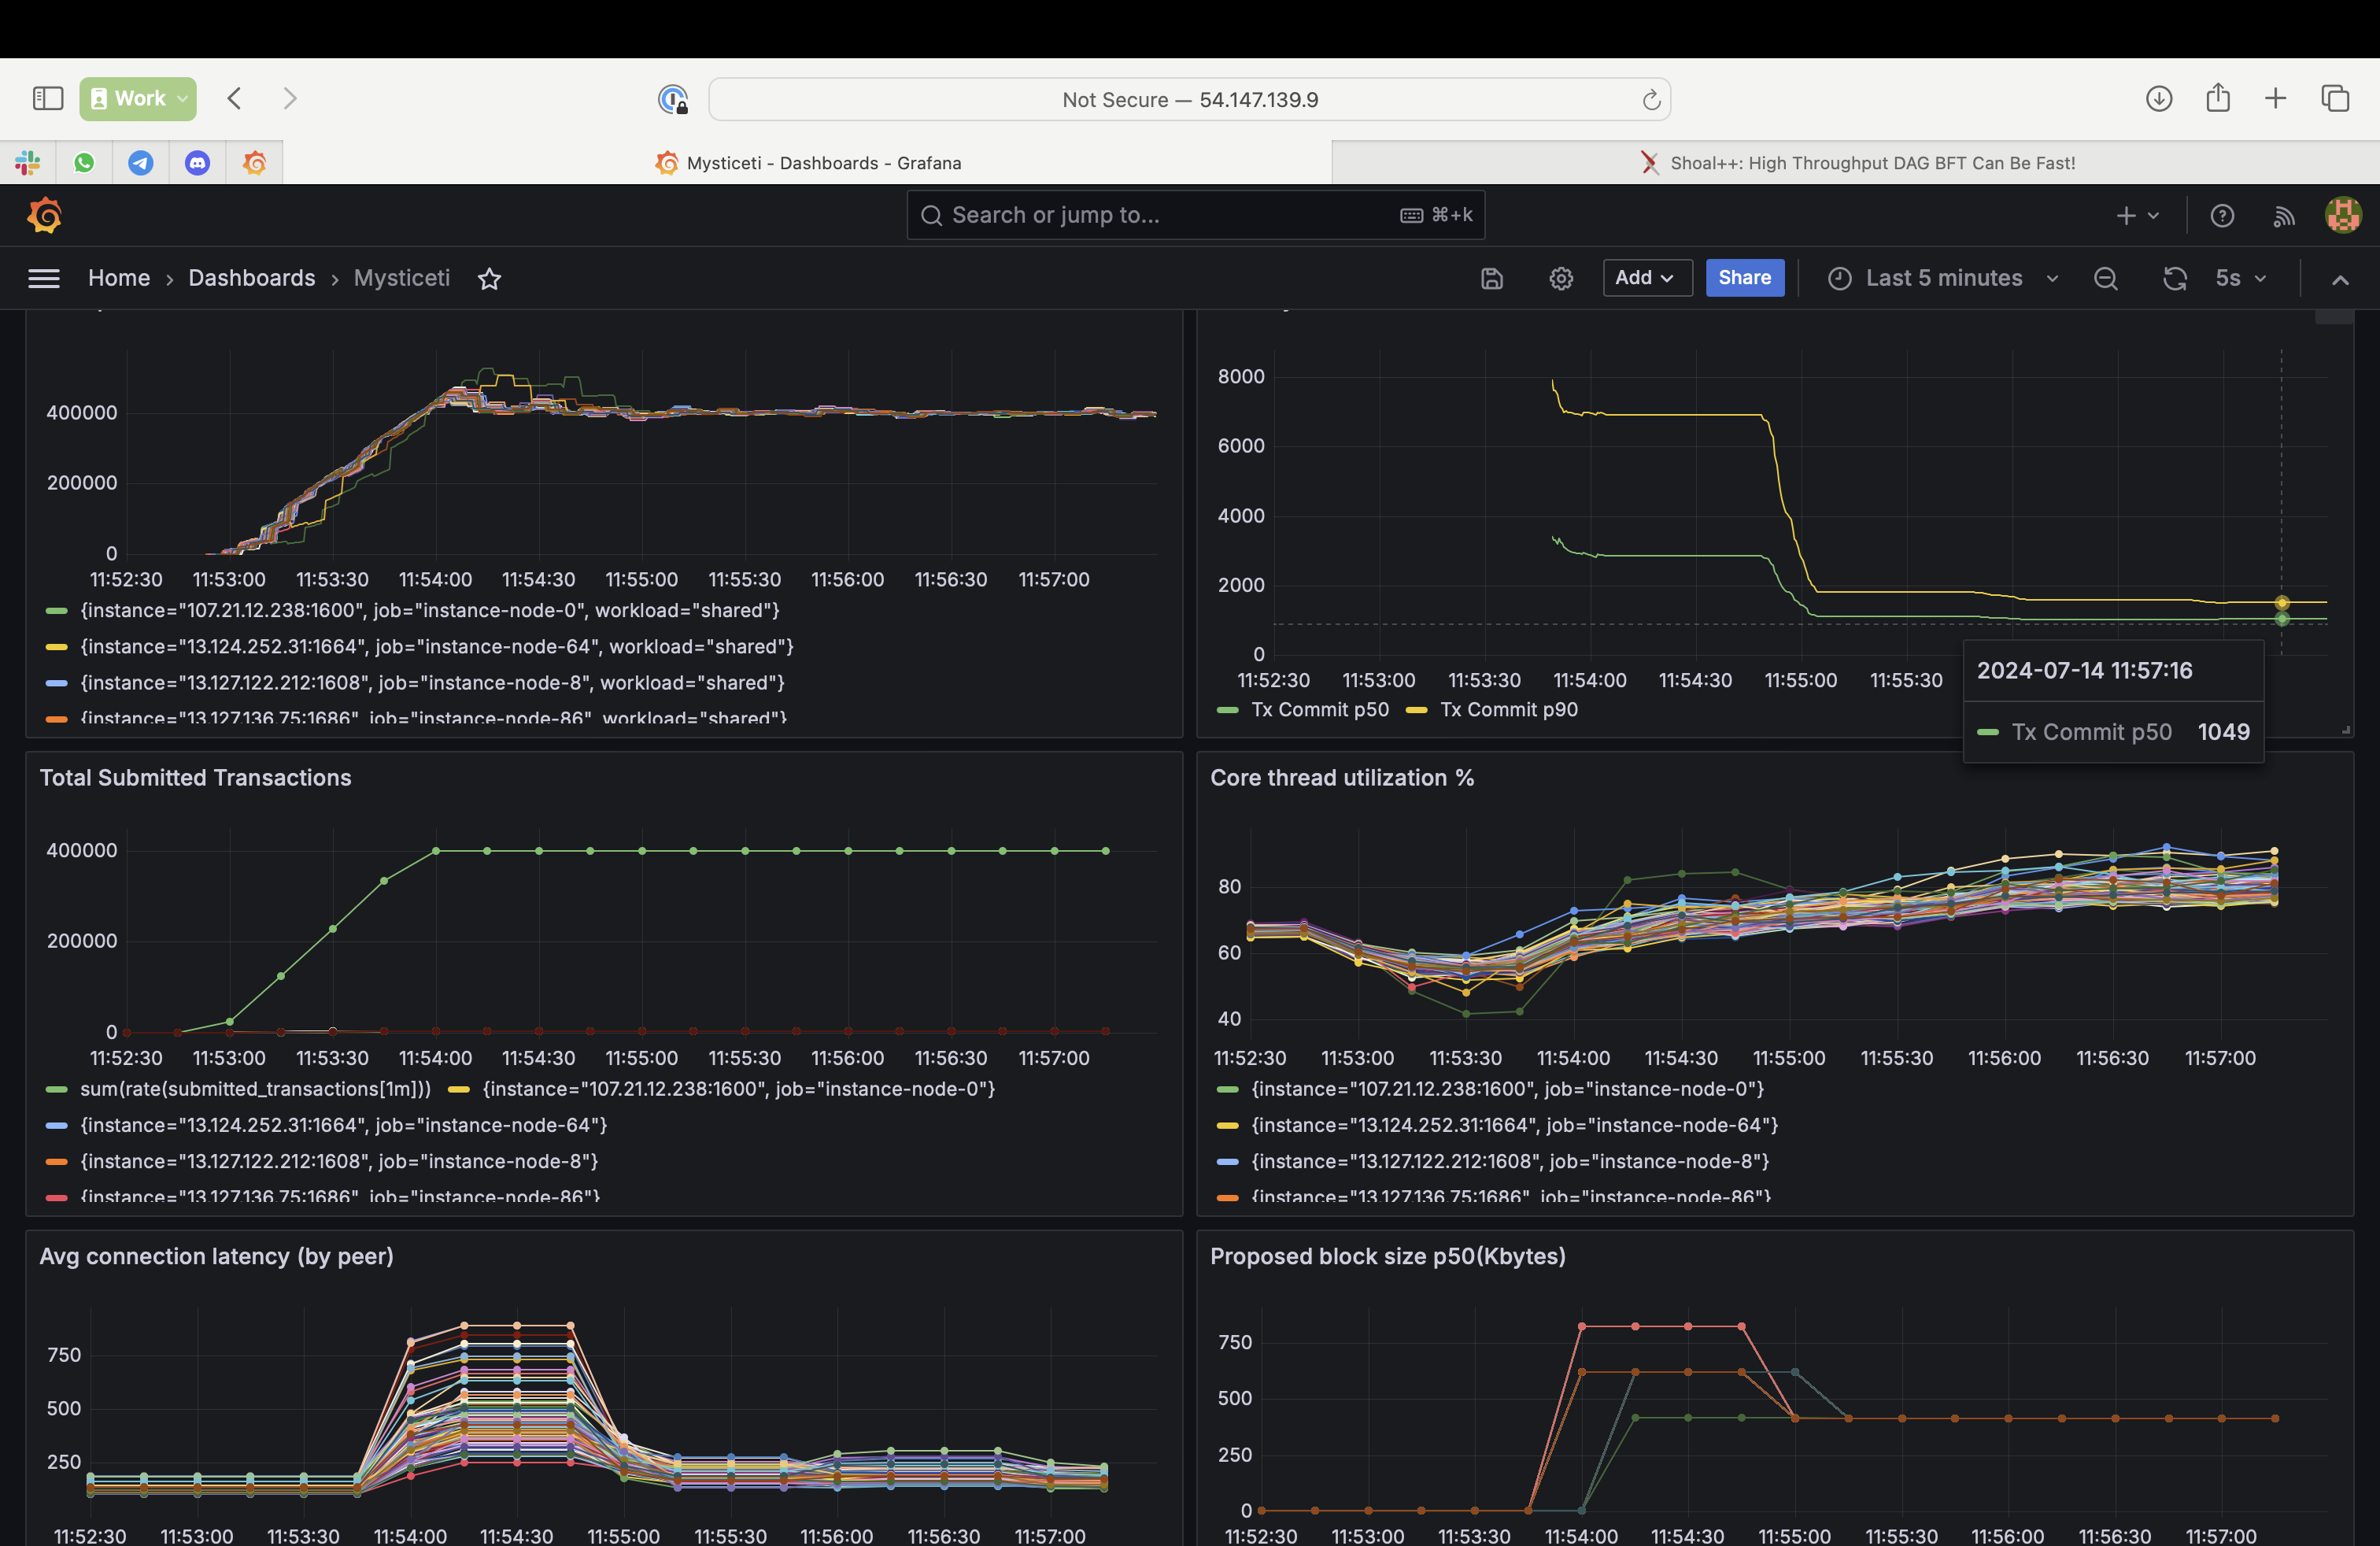 Work
Not Secure — 54.147.139.9
Mysticeti - Dashboards - Grafana
Shoal++: High Throughput DAG BFT Can Be Fast!
Search or jump to...
⌘+k
Home › Dashboards › Mysticeti
Add
Share
Last 5 minutes
5s
400000
200000
0
11:52:30 11:53:00 11:53:30 11:54:00 11:54:30 11:55:00 11:55:30 11:56:00 11:56:30 11:57:00
{instance="107.21.12.238:1600", job="instance-node-0", workload="shared"}
{instance="13.124.252.31:1664", job="instance-node-64", workload="shared"}
{instance="13.127.122.212:1608", job="instance-node-8", workload="shared"}
{instance="13.127.136.75:1686", job="instance-node-86", workload="shared"}
8000
6000
4000
2000
0
11:52:30 11:53:00 11:53:30 11:54:00 11:54:30 11:55:00 11:55:30
Tx Commit p50 Tx Commit p90
2024-07-14 11:57:16
Tx Commit p50 1049
Total Submitted Transactions
400000
200000
0
11:52:30 11:53:00 11:53:30 11:54:00 11:54:30 11:55:00 11:55:30 11:56:00 11:56:30 11:57:00
sum(rate(submitted_transactions[1m])) {instance="107.21.12.238:1600", job="instance-node-0"}
{instance="13.124.252.31:1664", job="instance-node-64"}
{instance="13.127.122.212:1608", job="instance-node-8"}
{instance="13.127.136.75:1686", job="instance-node-86"}
Core thread utilization %
80
60
40
11:52:30 11:53:00 11:53:30 11:54:00 11:54:30 11:55:00 11:55:30 11:56:00 11:56:30 11:57:00
{instance="107.21.12.238:1600", job="instance-node-0"}
{instance="13.124.252.31:1664", job="instance-node-64"}
{instance="13.127.122.212:1608", job="instance-node-8"}
{instance="13.127.136.75:1686", job="instance-node-86"}
Avg connection latency (by peer)
750
500
250
11:52:30 11:53:00 11:53:30 11:54:00 11:54:30 11:55:00 11:55:30 11:56:00 11:56:30 11:57:00
Proposed block size p50(Kbytes)
750
500
250
0
11:52:30 11:53:00 11:53:30 11:54:00 11:54:30 11:55:00 11:55:30 11:56:00 11:56:30 11:57:00